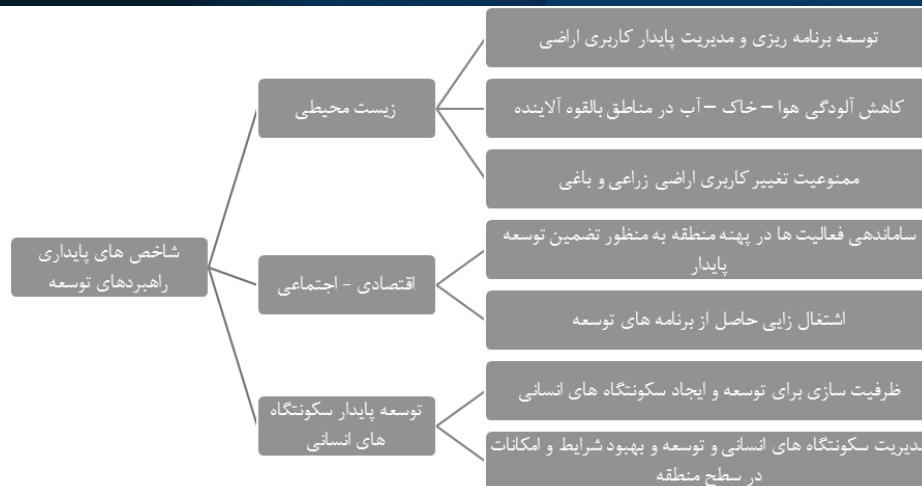 شاخص های پایداری
راهبردهای توسعه
زیست محیطی
توسعه برنامه ریزی و مدیریت پایدار کاربری اراضی
کاهش آلودگی هوا – خاک – آب در مناطق بالقوه آلاینده
ممنوعیت تغییر کاربری اراضی زراعی و باغی
اقتصادی - اجتماعی
ساماندهی فعالیت ها در پهنه منطقه به منظور تضمین توسعه
پایدار
اشتغال زایی حاصل از برنامه های توسعه
توسعه پایدار سکونتگاه
های انسانی
ظرفیت سازی برای توسعه و ایجاد سکونتگاه های انسانی
مدیریت سکونتگاه های انسانی و توسعه و بهبود شرایط و امکانات
در سطح منطقه